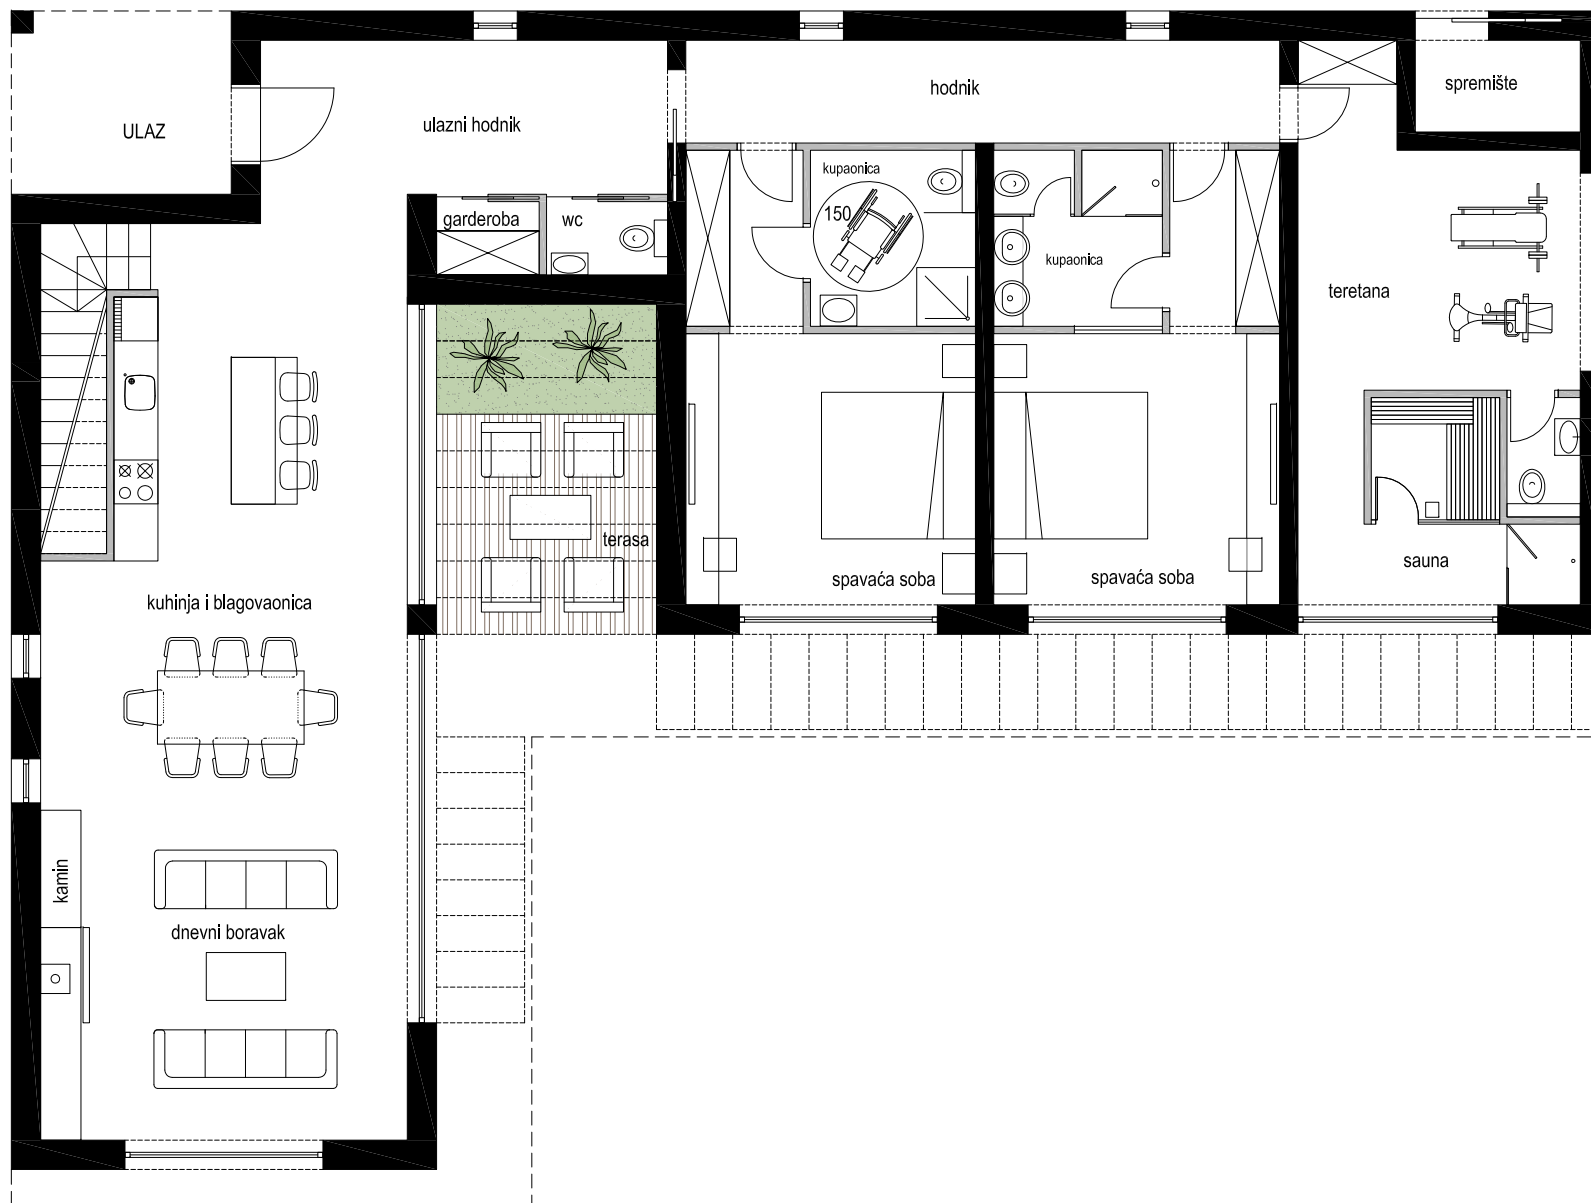 ULAZ
ulazni hodnik
hodnik
spremište
kupaonica
150
garderoba
wc
kupaonica
teretana
terasa
spavaća soba
spavaća soba
sauna
kuhinja i blagovaonica
kamin
dnevni boravak